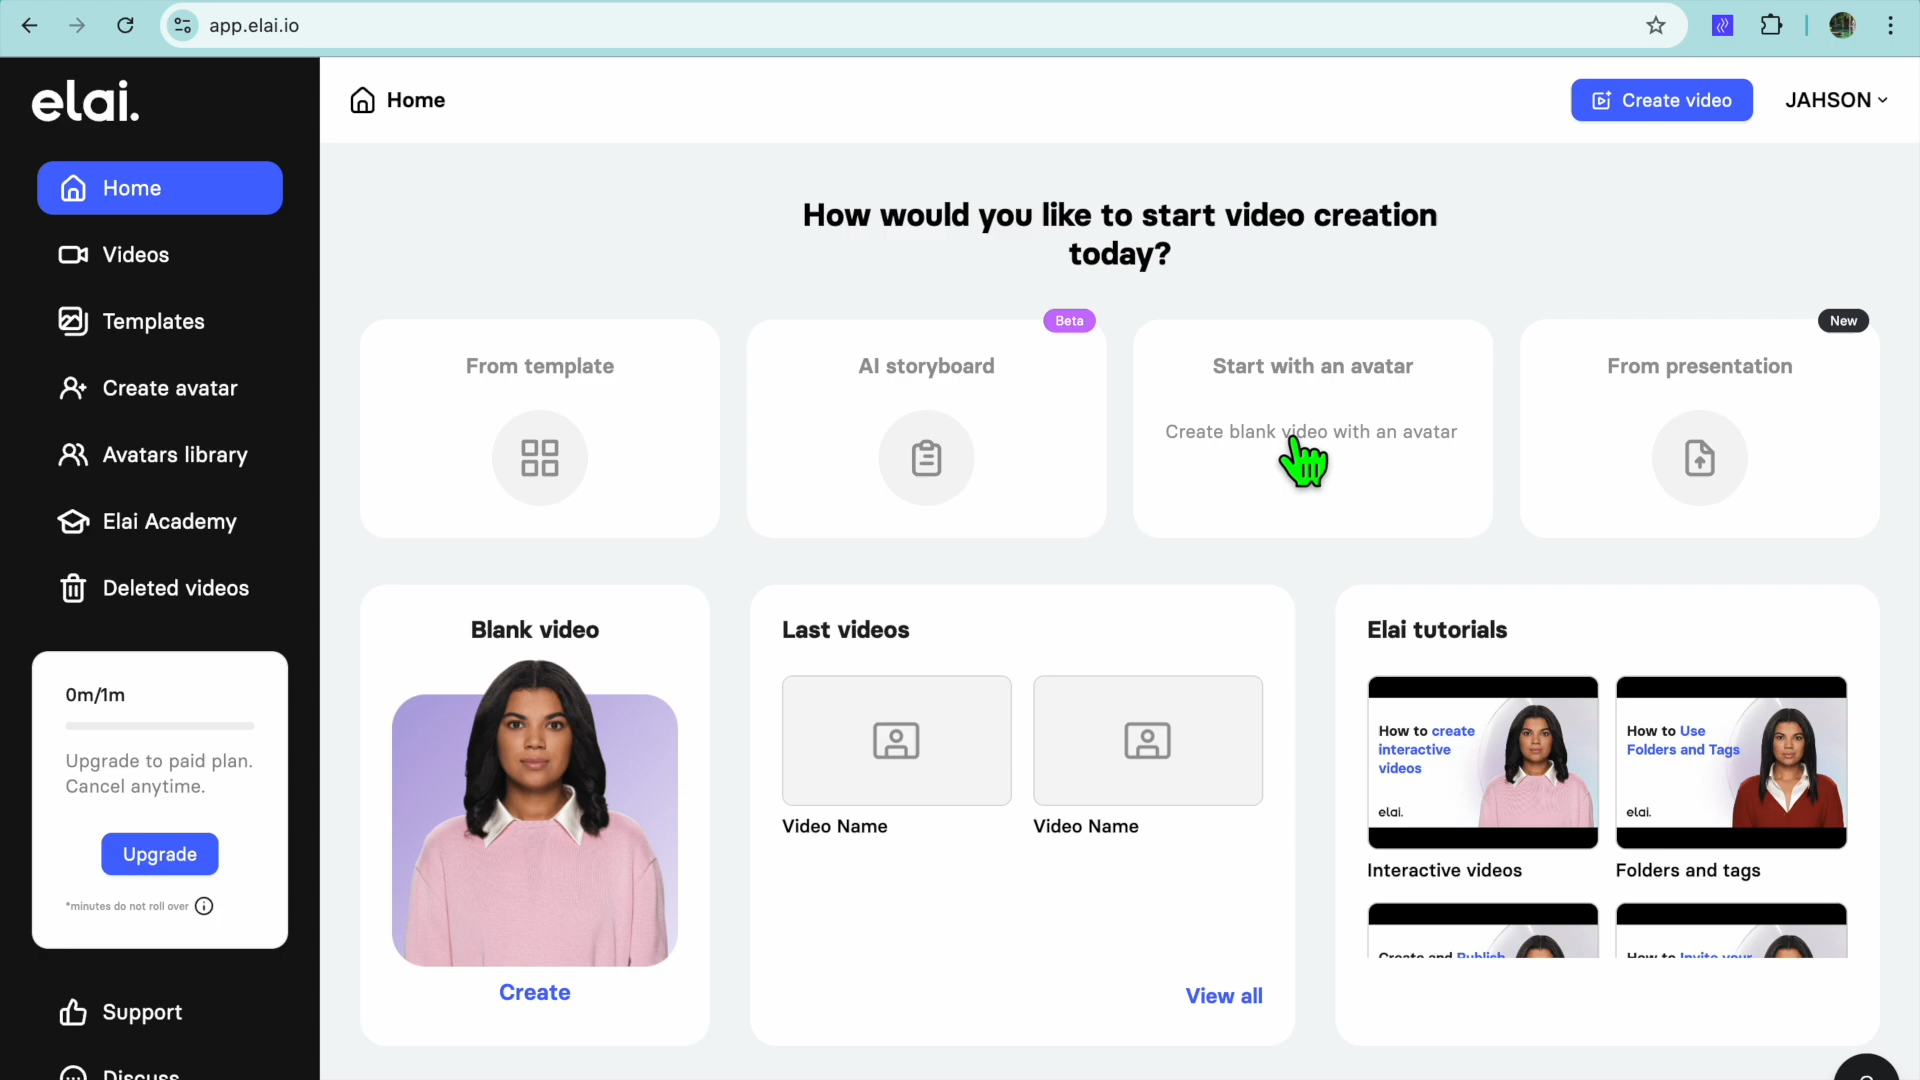 app.elai.io
elai.
Home
Create video
JAHSON
Home
Videos
Templates
Create avatar
Avatars library
Elai Academy
Deleted videos
0m/1m
Upgrade to paid plan.
Cancel anytime.
Upgrade
*minutes do not roll over
Support
Discuss
How would you like to start video creation
today?
From template
Beta
AI storyboard
Start with an avatar
Create blank video with an avatar
New
From presentation
Blank video
Create
Last videos
Video Name
Video Name
View all
Elai tutorials
How to create
interactive
videos
elai.
Interactive videos
How to Use
Folders and Tags
elai.
Folders and tags
Create and Publish
How to Invite your